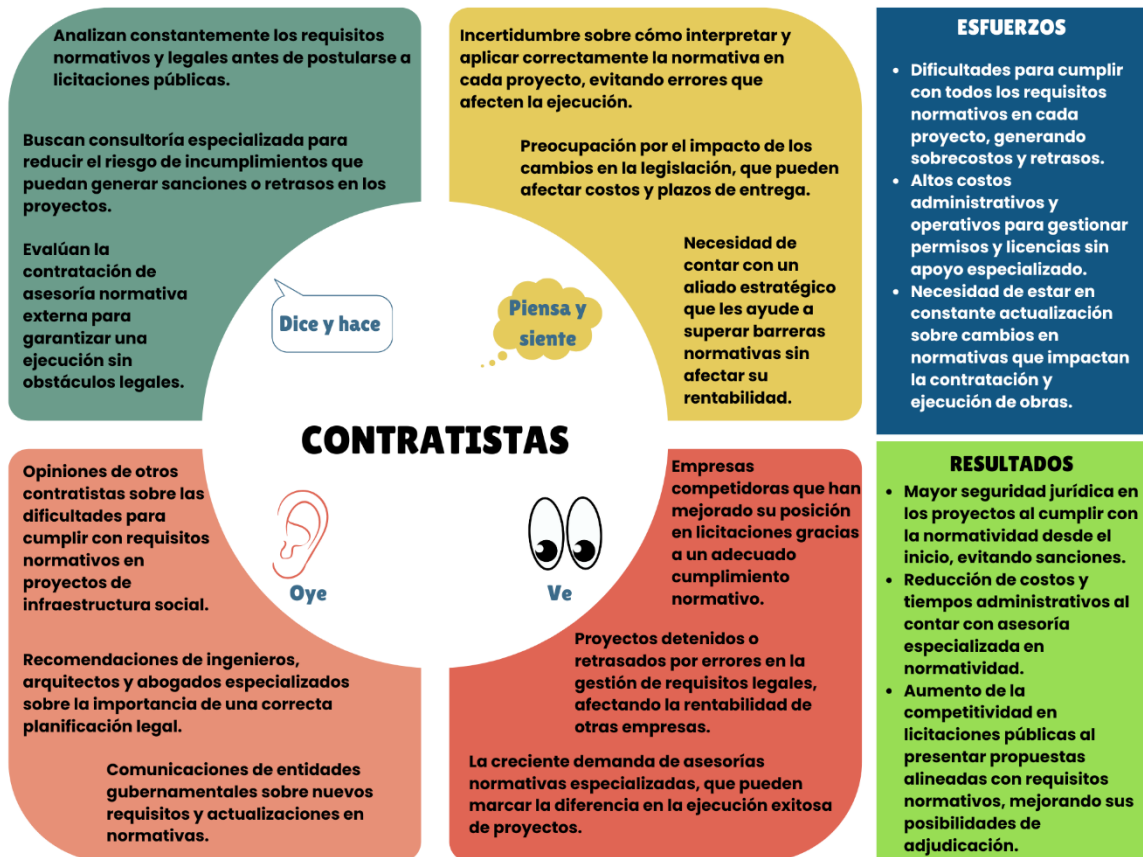 Analizan constantemente los requisitos
normativos y legales antes de postularse a
licitaciones públicas.
Buscan consultoría especializada para
reducir el riesgo de incumplimientos que
puedan generar sanciones o retrasos en los
proyectos.
Evalúan la
contratación de
asesoría normativa
externa para
garantizar una
ejecución sin
obstáculos legales.
Dice y hace
Incertidumbre sobre cómo interpretar y
aplicar correctamente la normativa en
cada proyecto, evitando errores que
afecten la ejecución.
Preocupación por el impacto de los
cambios en la legislación, que pueden
afectar costos y plazos de entrega.
Necesidad de
contar con un
aliado estratégico
que les ayude a
superar barreras
normativas sin
afectar su
rentabilidad.
Piensa y
siente
CONTRATISTAS
Opiniones de otros
contratistas sobre las
dificultades para
cumplir con requisitos
normativos en
proyectos de
infraestructura social.
Recomendaciones de ingenieros,
arquitectos y abogados especializados
sobre la importancia de una correcta
planificación legal.
Comunicaciones de entidades
gubernamentales sobre nuevos
requisitos y actualizaciones en
normativas.
Oye
Ve
Empresas
competidoras que han
mejorado su posición
en licitaciones gracias
a un adecuado
cumplimiento
normativo.
Proyectos detenidos o
retrasados por errores en la
gestión de requisitos legales,
afectando la rentabilidad de
otras empresas.
La creciente demanda de asesorías
normativas especializadas, que pueden
marcar la diferencia en la ejecución exitosa
de proyectos.
ESFUERZOS
• Dificultades para cumplir
con todos los requisitos
normativos en cada
proyecto, generando
sobrecostos y retrasos.
• Altos costos
administrativos y
operativos para gestionar
permisos y licencias sin
apoyo especializado.
• Necesidad de estar en
constante actualización
sobre cambios en
normativas que impactan
la contratación y
ejecución de obras.
RESULTADOS
• Mayor seguridad jurídica en
los proyectos al cumplir con
la normatividad desde el
inicio, evitando sanciones.
• Reducción de costos y
tiempos administrativos al
contar con asesoría
especializada en
normatividad.
• Aumento de la
competitividad en
licitaciones públicas al
presentar propuestas
alineadas con requisitos
normativos, mejorando sus
posibilidades de
adjudicación.